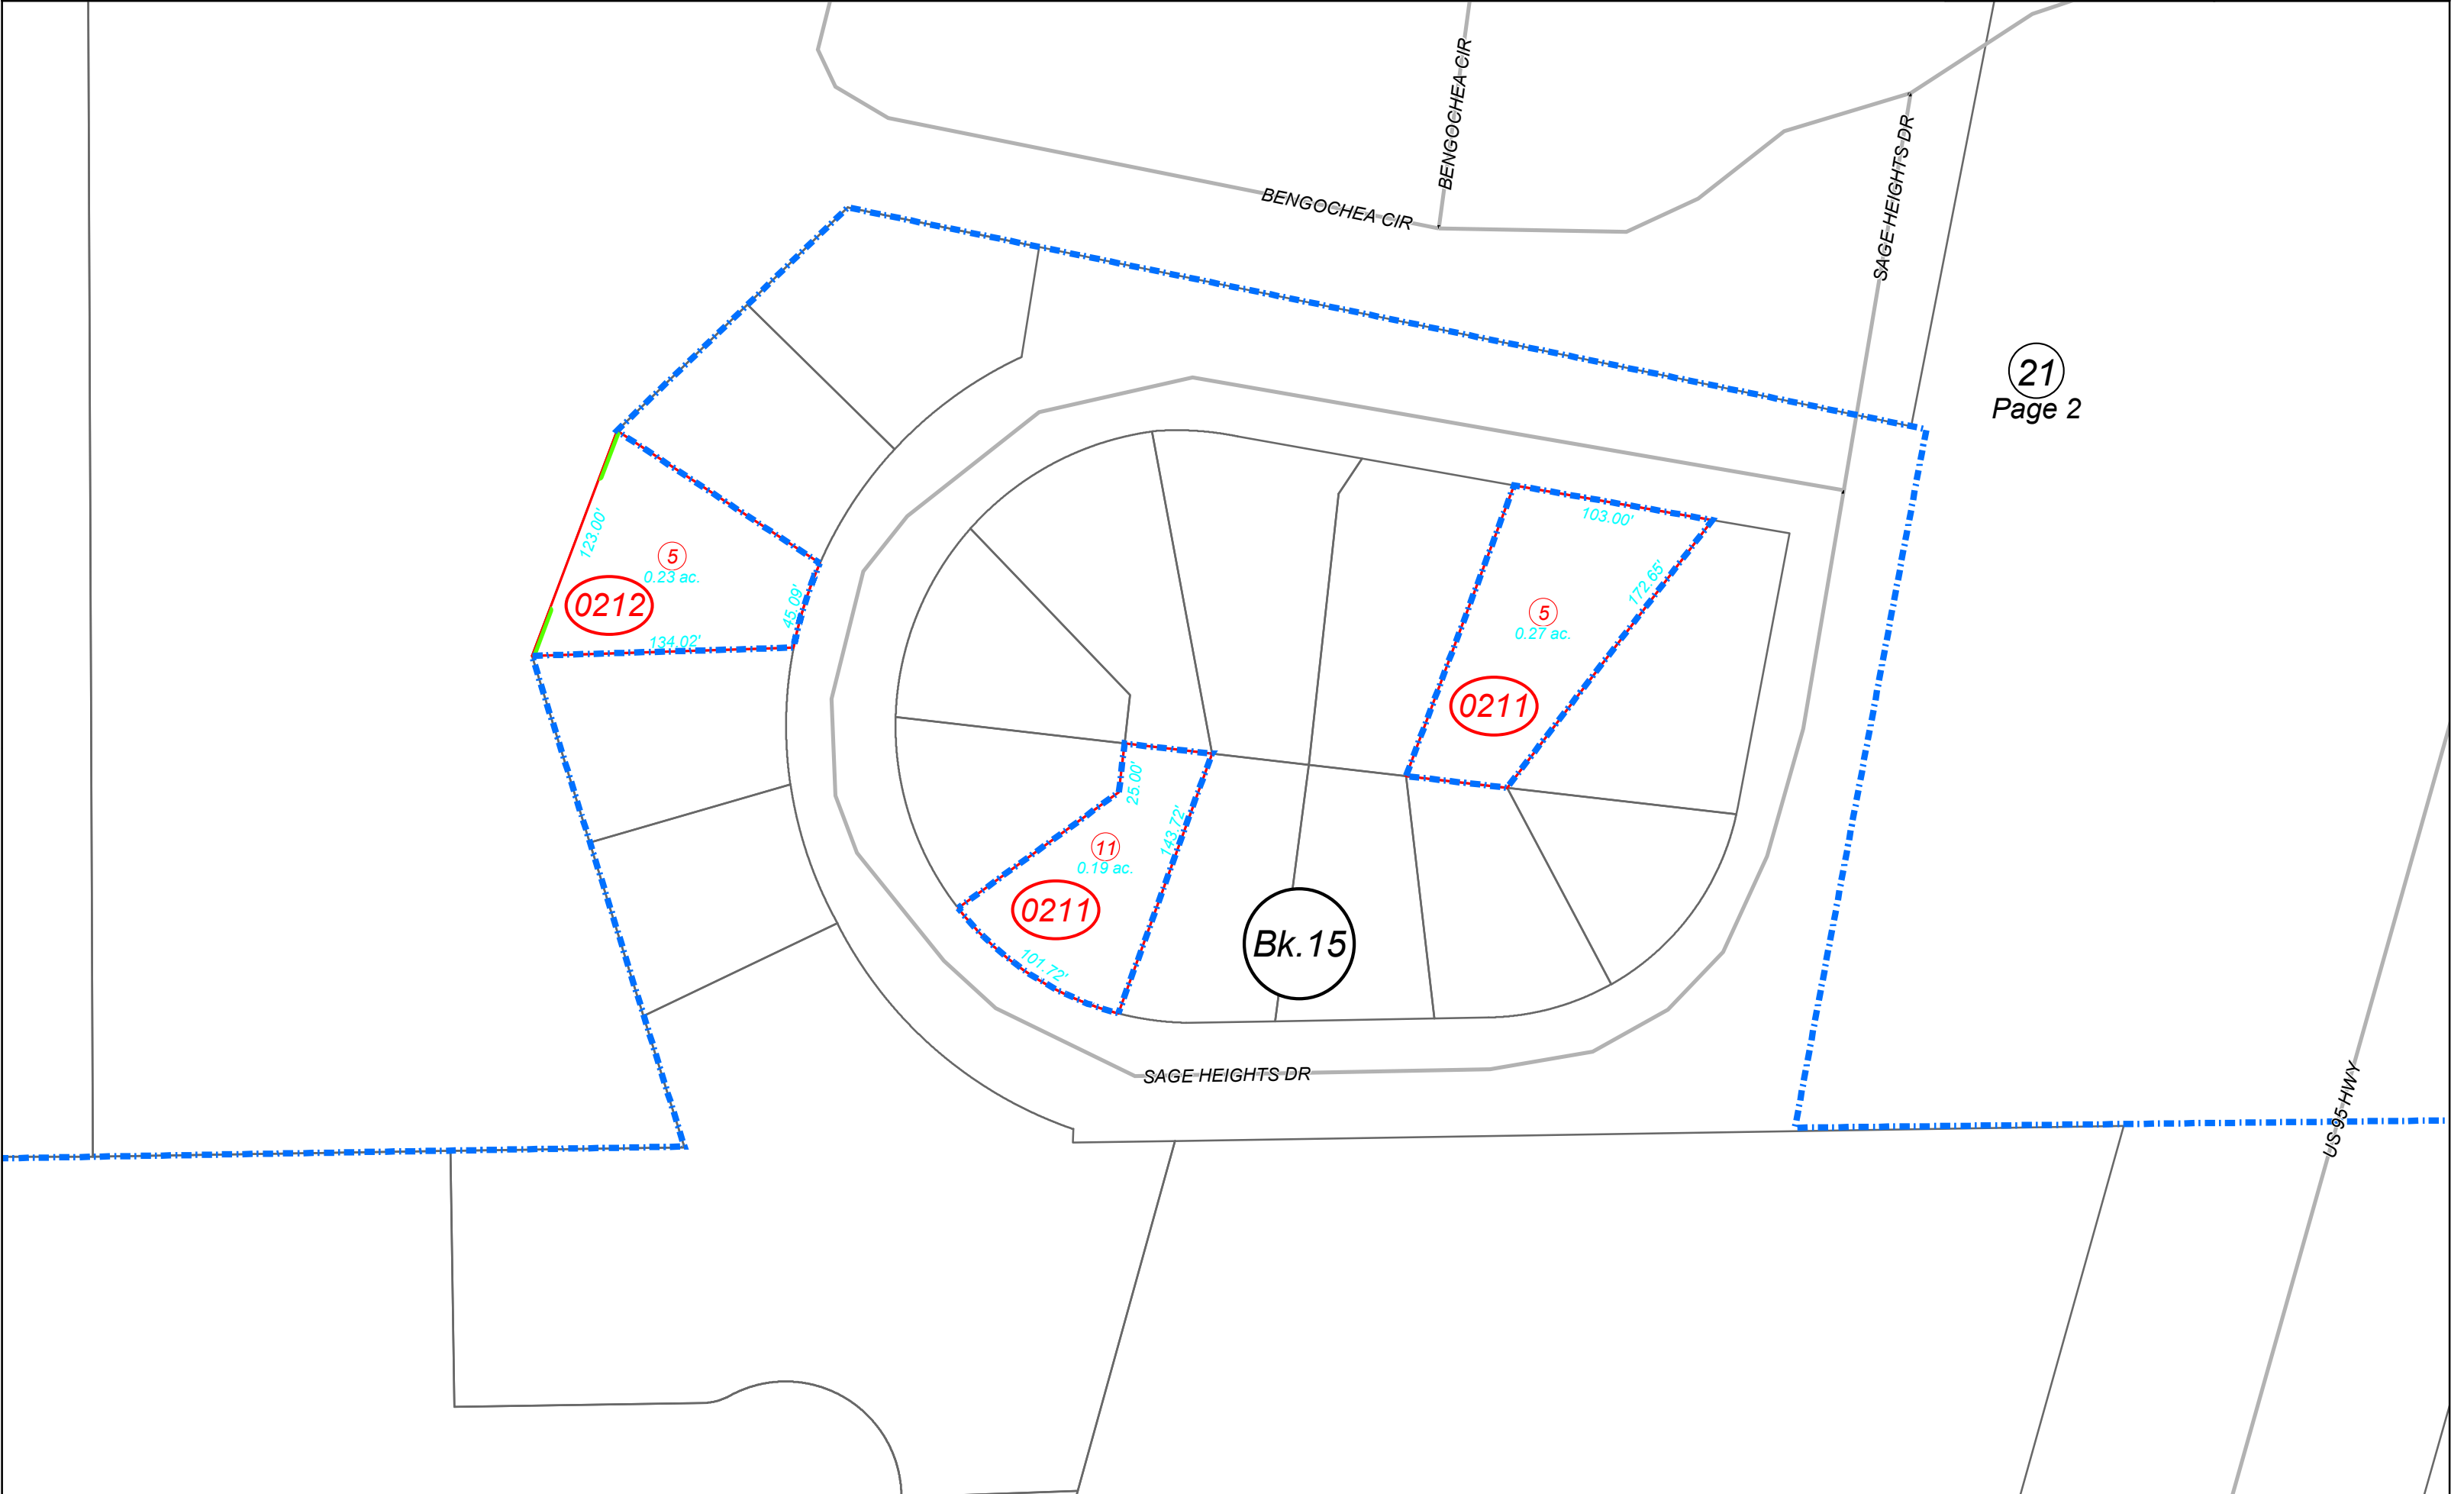 BENGOCHEA CIR
BENGOCHEA CIR
SAGE HEIGHTS DR
21
Page 2
123.00'
5
0.23 ac.
0212
45.09'
134.02'
103.00'
172.65'
5
0.27 ac.
0211
25.00'
143.72'
11
0.19 ac.
0211
101.72'
Bk.15
SAGE HEIGHTS DR
US 95 HWY